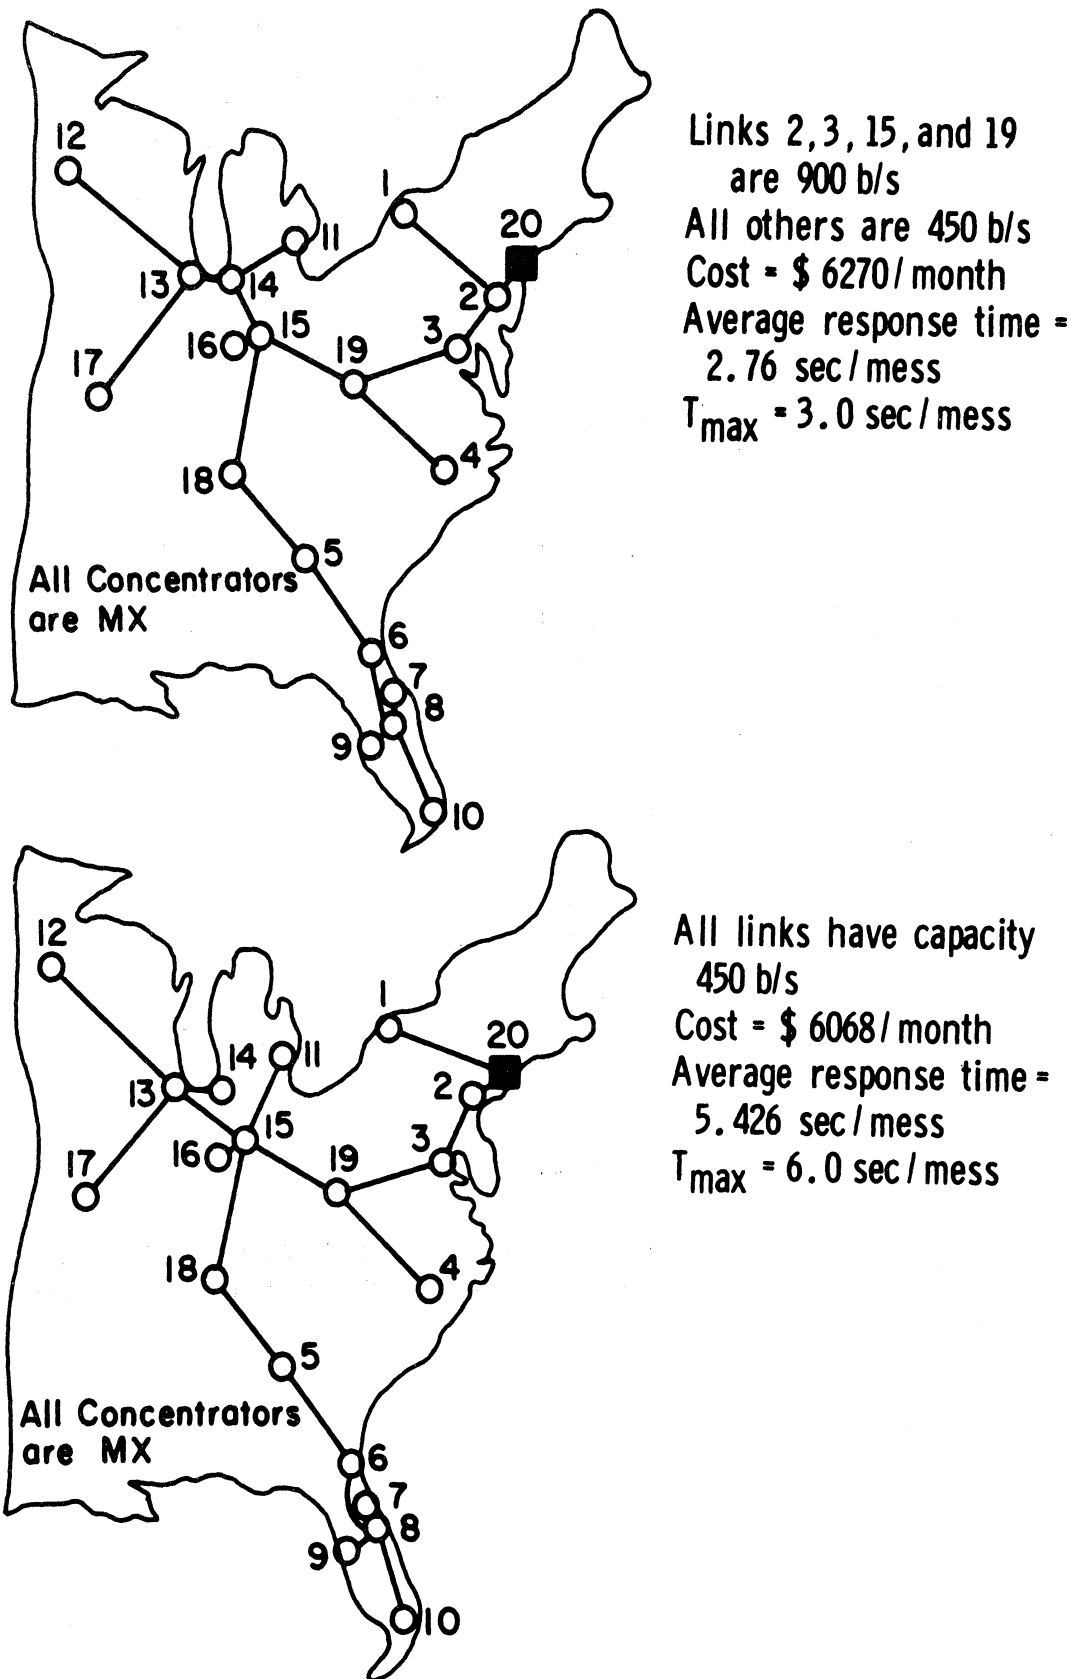 12
1
20
11
13
14
2
15
16
3
19
17
4
18
5
All Concentrators
are MX
6
7
8
9
10
Links 2, 3, 15, and 19
are 900 b/s
All others are 450 b/s
Cost = $ 6270/month
Average response time =
2.76 sec/mess
Tmax = 3.0 sec/mess
12
1
20
14
11
13
2
15
16
3
19
17
18
4
5
All Concentrators
are MX
6
7
8
9
10
All links have capacity
450 b/s
Cost = $ 6068/month
Average response time =
5.426 sec/mess
Tmax = 6.0 sec/mess